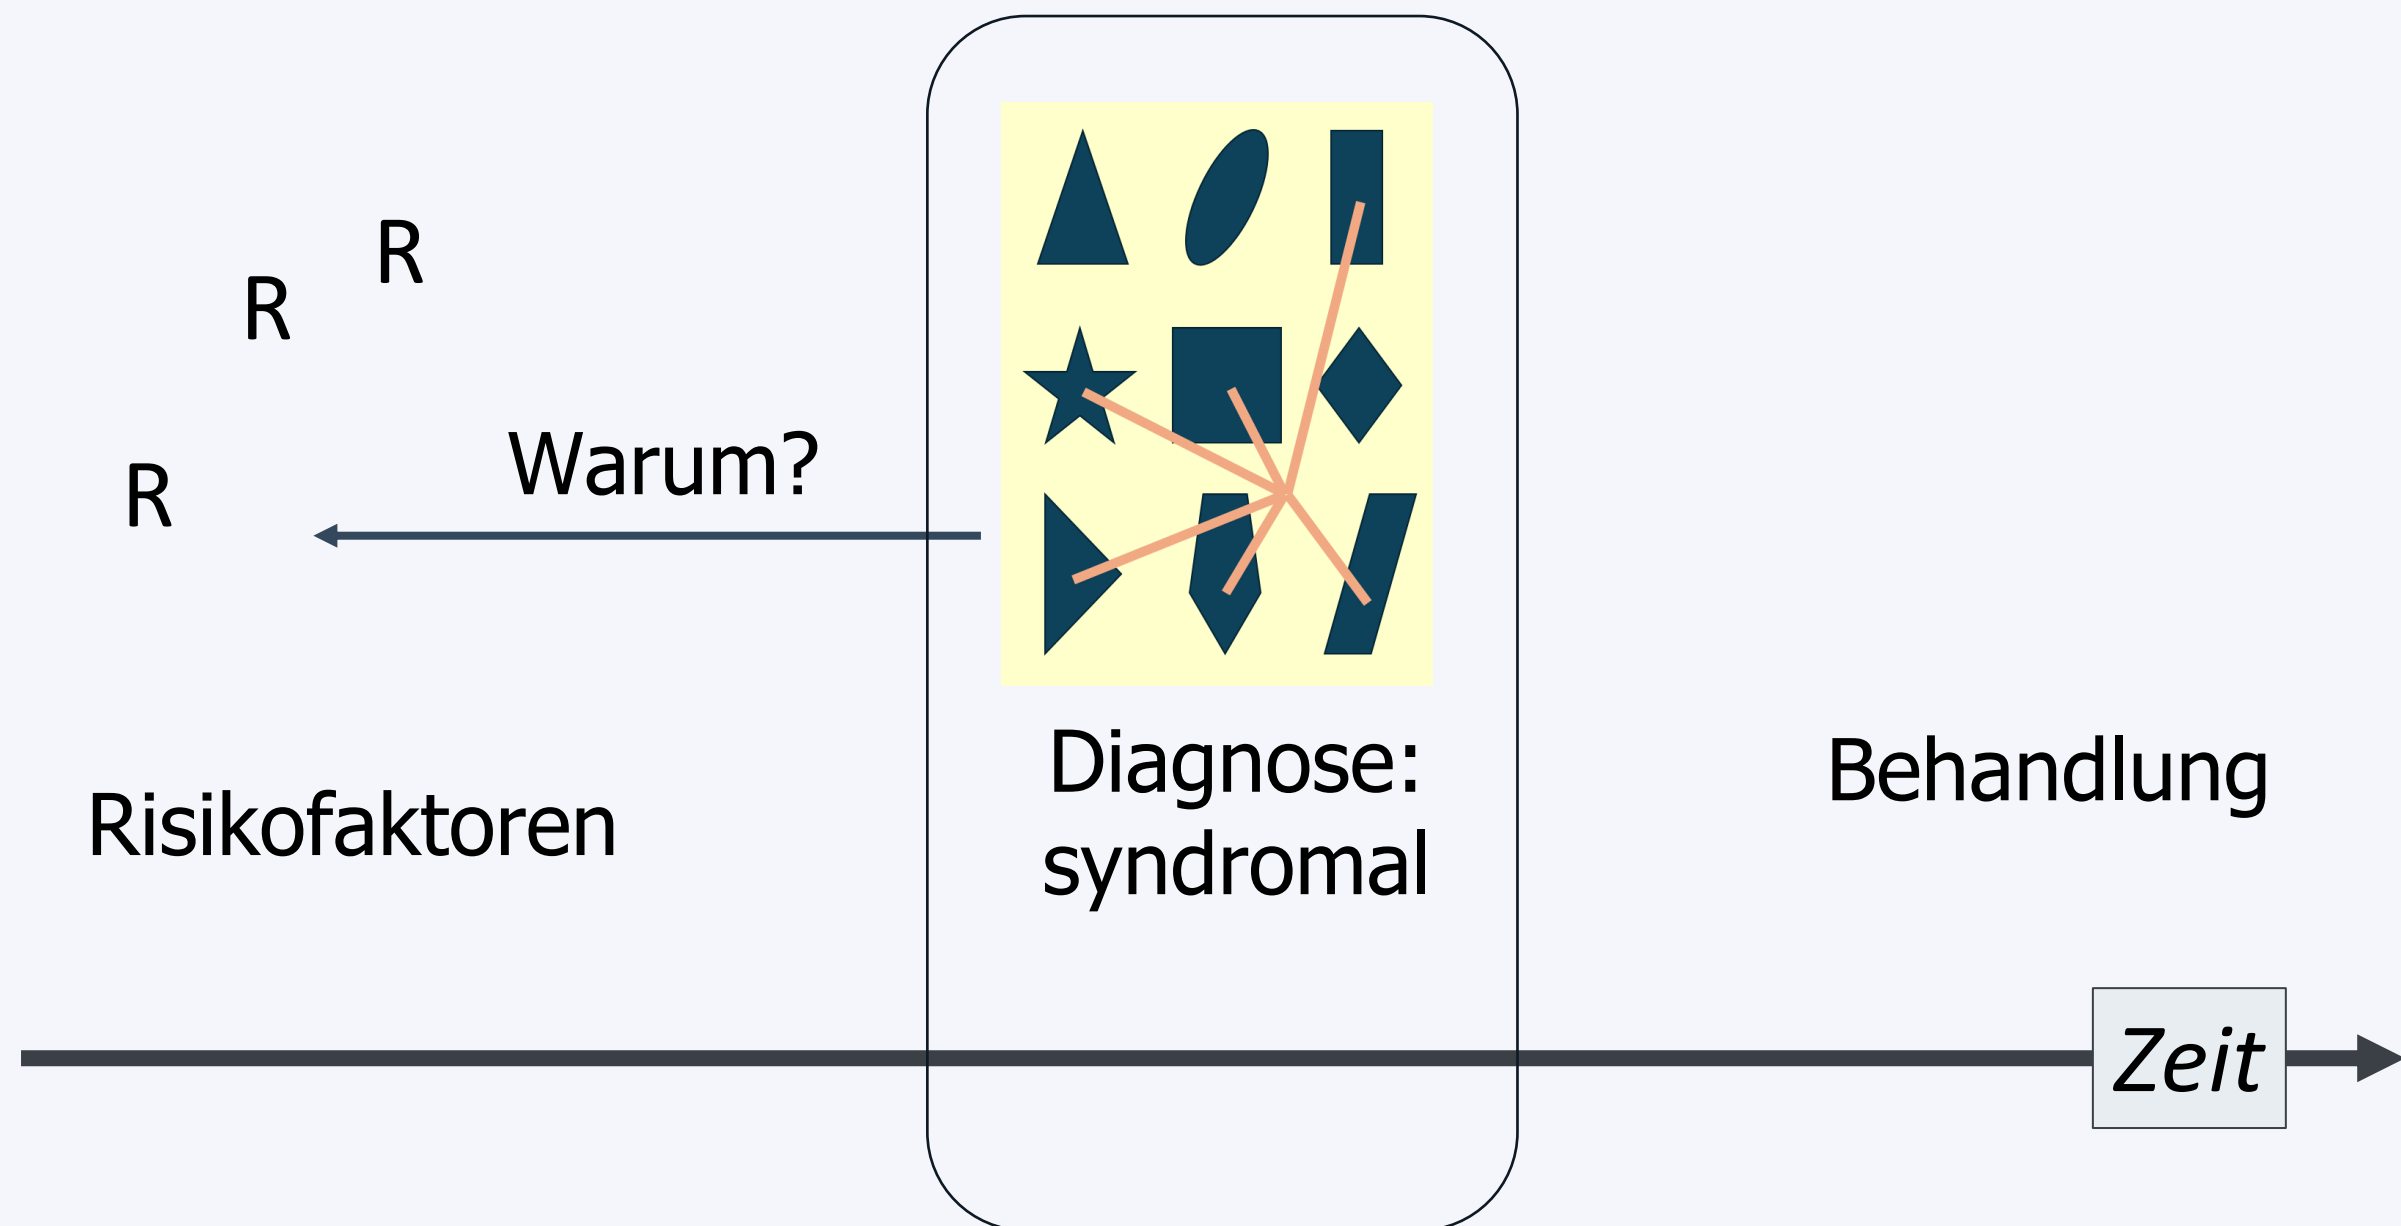 R
R
R
Warum?
Risikofaktoren
Diagnose:
syndromal
Behandlung
Zeit